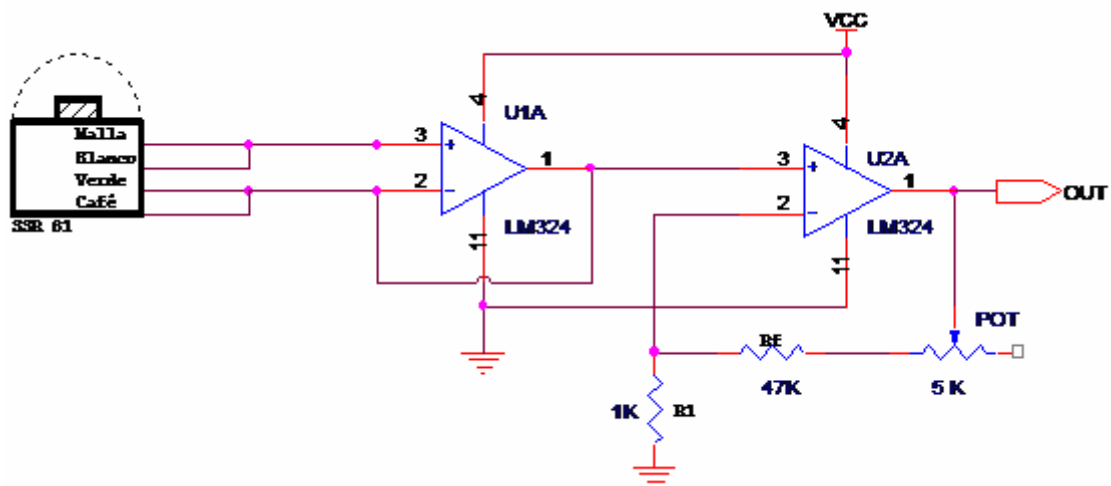 VCC
Malla
Blanco
Verde
Café
SSR 61
3
2
4
U1A
1
LM324
11
3
2
4
U2A
1
LM324
11
OUT
POT
5 K
Rf
47K
1K
R1